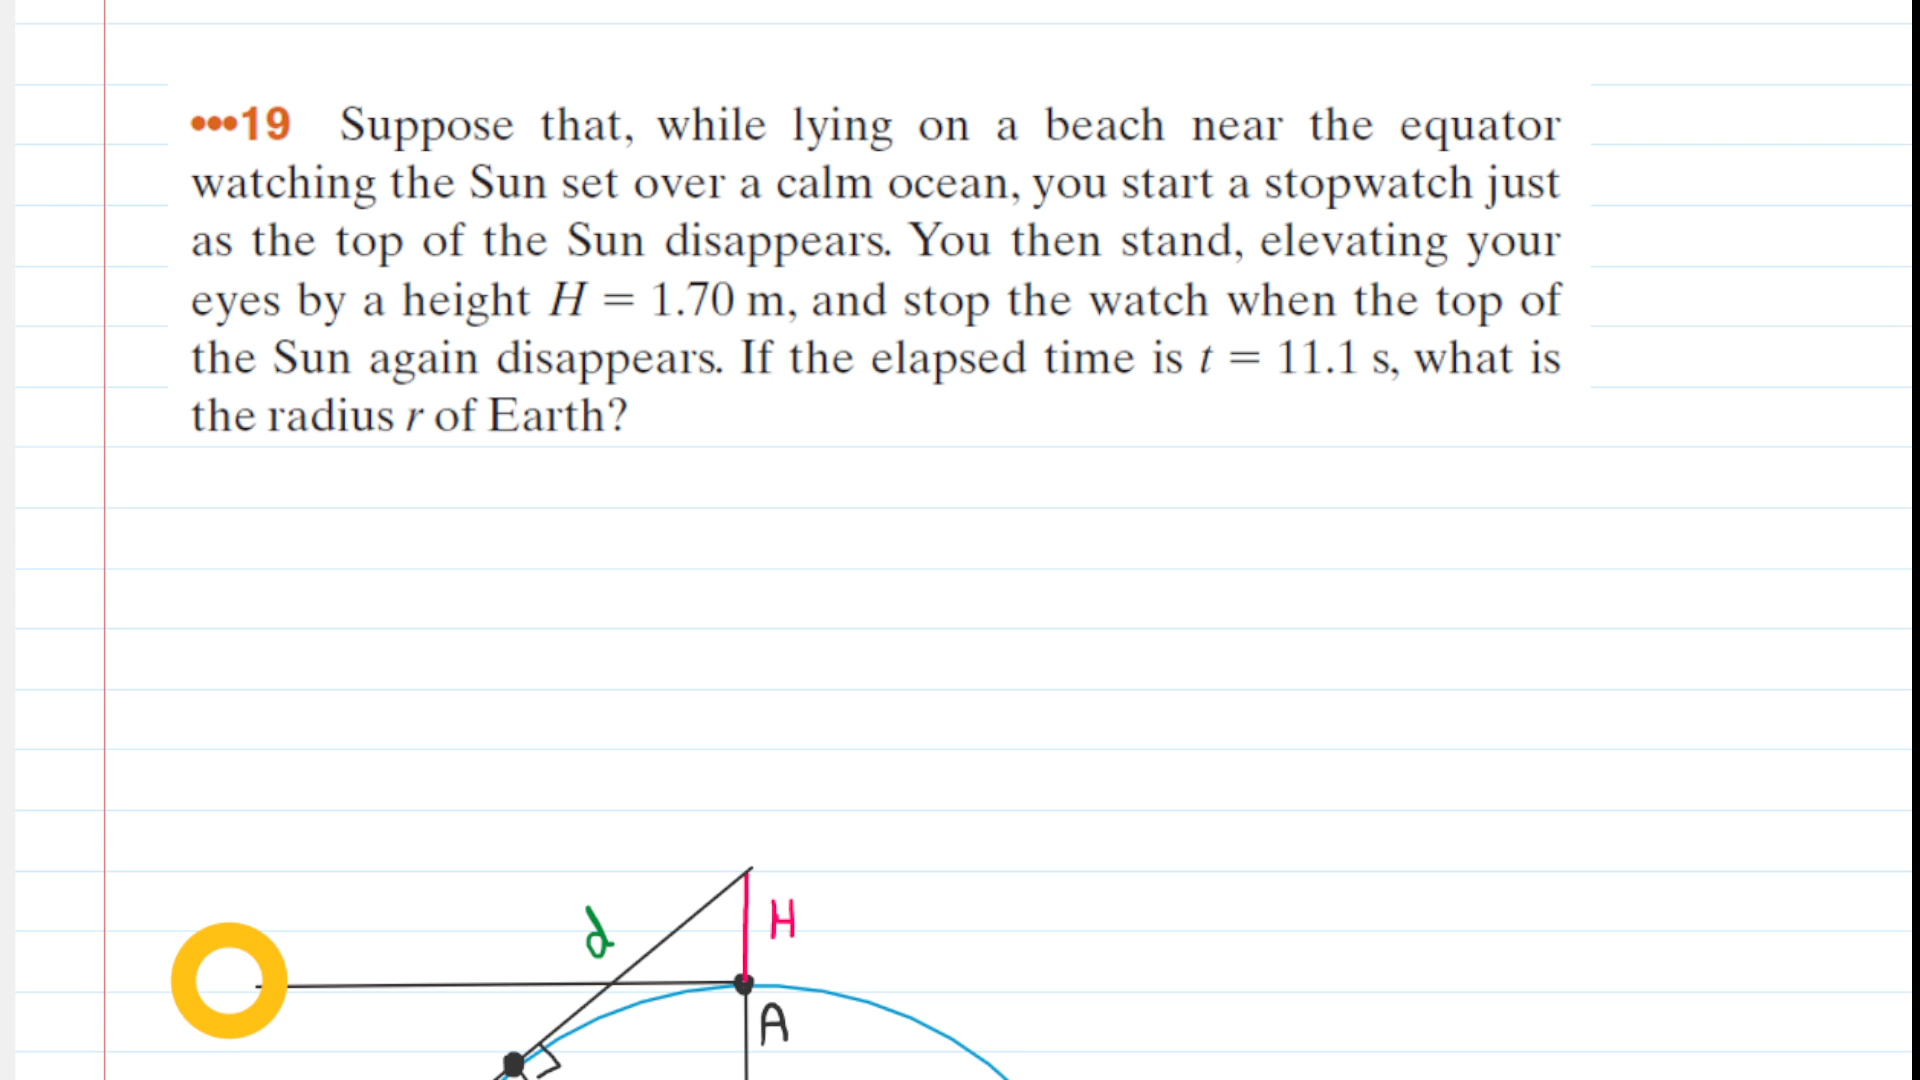 •••19 Suppose that, while lying on a beach near the equator
watching the Sun set over a calm ocean, you start a stopwatch just
as the top of the Sun disappears. You then stand, elevating your
eyes by a height H = 1.70 m, and stop the watch when the top of
the Sun again disappears. If the elapsed time is t = 11.1 s, what is
the radius r of Earth?
d
H
A